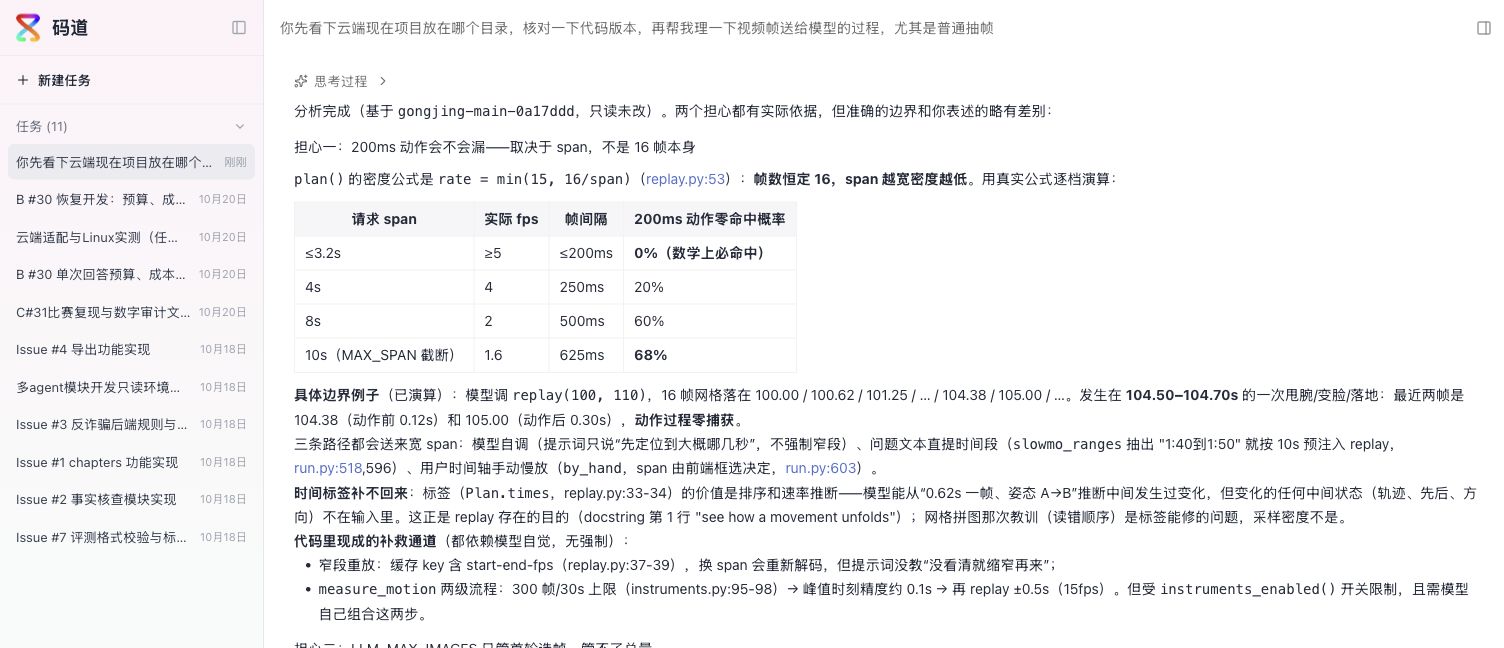 码道
你先看下云端现在项目放在哪个目录，核对一下代码版本，再帮我理一下视频帧送给模型的过程，尤其是普通抽帧
新建任务
任务 (11)
你先看下云端现在项目放在哪个... 刚刚
B #30 恢复开发：预算、成... 10月20日
云端适配与Linux实测（任... 10月20日
B #30 单次回答预算、成本... 10月20日
C#31比赛复现与数字审计文... 10月20日
Issue #4 导出功能实现 10月18日
多agent模块开发只读环境... 10月18日
Issue #3 反诈骗后端规则与... 10月18日
Issue #1 chapters 功能实现 10月18日
Issue #2 事实核查模块实现 10月18日
Issue #7 评测格式校验与标... 10月18日
思考过程
分析完成（基于 gongjing-main-0a17ddd，只读未改）。两个担心都有实际依据，但准确的边界和你表述的略有差别：
担心一：200ms 动作会不会漏——取决于 span，不是 16 帧本身
plan() 的密度公式是 rate = min(15, 16/span)（replay.py:53）：帧数恒定 16，span 越宽密度越低。用真实公式逐档演算：
请求 span 实际 fps 帧间隔 200ms 动作零命中概率
≤3.2s ≥5 ≤200ms 0%（数学上必命中）
4s 4 250ms 20%
8s 2 500ms 60%
10s（MAX_SPAN 截断） 1.6 625ms 68%
具体边界例子（已演算）：模型调 replay(100, 110)，16 帧网格落在 100.00 / 100.62 / 101.25 / ... / 104.38 / 105.00 / ...。发生在 104.50–104.70s 的一次甩腕/变脸/落地：最近两帧是
104.38（动作前 0.12s）和 105.00（动作后 0.30s），动作过程零捕获。
三条路径都会送来宽 span：模型自调（提示词只说“先定位到大概哪几秒”，不强制窄段）、问题文本直提时间段（slowmo_ranges 抽出 "1:40到1:50" 就按 10s 预注入 replay，
run.py:518,596）、用户时间轴手动慢放（by_hand，span 由前端框选决定，run.py:603）。
时间标签补不回来：标签（Plan.times，replay.py:33-34）的价值是排序和速率推断——模型能从“0.62s 一帧、姿态 A→B”推断中间发生过变化，但变化的任何中间状态（轨迹、先后、方
向）不在输入里。这正是 replay 存在的目的（docstring 第 1 行 "see how a movement unfolds"）；网格拼图那次教训（读错顺序）是标签能修的问题，采样密度不是。
代码里现成的补救通道（都依赖模型自觉，无强制）：
• 窄段重放：缓存 key 含 start-end-fps（replay.py:37-39），换 span 会重新解码，但提示词没教“没看清就缩窄再来”；
• measure_motion 两级流程：300 帧/30s 上限（instruments.py:95-98）→ 峰值时刻精度约 0.1s → 再 replay ±0.5s（15fps）。但受 instruments_enabled() 开关限制，且需模型
自己组合这两步。
担心二：LLM_MAX_IMAGES 只管首轮选帧，管不了总量